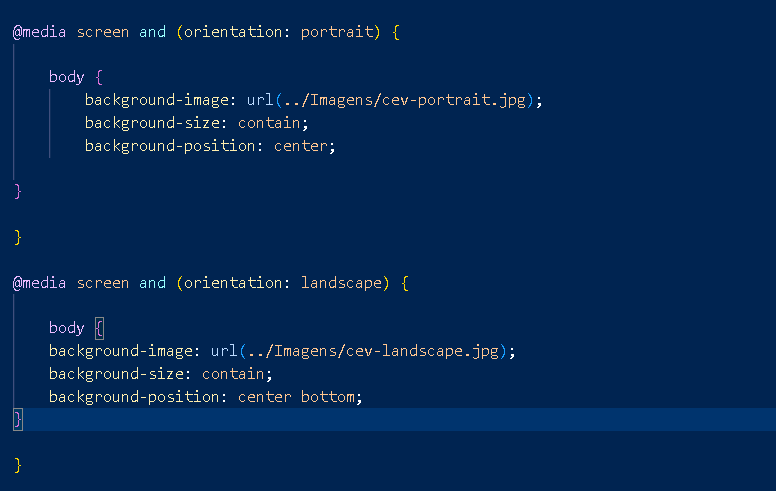 @media screen and (orientation: portrait) {
body {
background-image: url(../Imagens/cev-portrait.jpg);
background-size: contain;
background-position: center;
}
}
@media screen and (orientation: landscape) {
body {
background-image: url(../Imagens/cev-landscape.jpg);
background-size: contain;
background-position: center bottom;
}
}